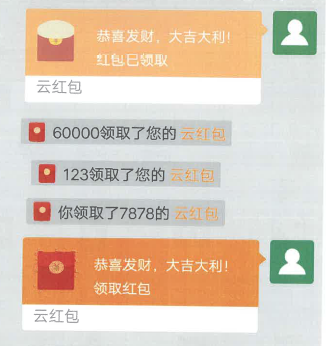 恭喜发财，大吉大利！
红包已领取
云红包
60000领取了您的 云红包
123领取了您的 云红包
你领取了7878的 云红包
恭喜发财，大吉大利！
领取红包
云红包